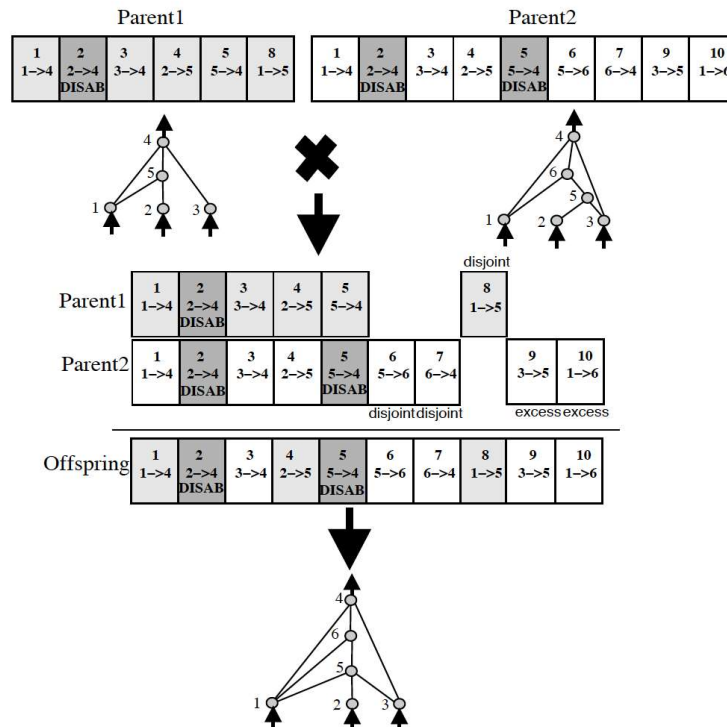 Parent1 Parent2
1 2 3 4 5 8
1->4 2->4 3->4 2->5 5->4 1->5
DISAB
1 2 3 4 5 6 7 9 10
1->4 2->4 3->4 2->5 5->4 5->6 6->4 3->5 1->6
DISAB DISAB
4
5
1 2 3
4
6
5
1 2 3
disjoint
Parent1
1 2 3 4 5 8
1->4 2->4 3->4 2->5 5->4 1->5
DISAB
Parent2
1 2 3 4 5 6 7 9 10
1->4 2->4 3->4 2->5 5->4 5->6 6->4 3->5 1->6
DISAB DISAB
disjoint disjoint excess excess
Offspring
1 2 3 4 5 6 7 8 9 10
1->4 2->4 3->4 2->5 5->4 5->6 6->4 1->5 3->5 1->6
DISAB DISAB
4
6
5
1 2 3